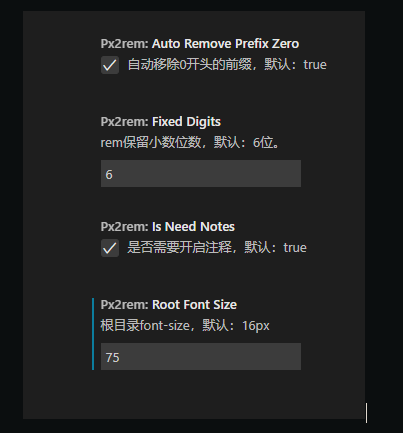 Px2rem: Auto Remove Prefix Zero
自动移除0开头的前缀，默认：true
Px2rem: Fixed Digits
rem保留小数位数，默认：6位。
6
Px2rem: Is Need Notes
是否需要开启注释，默认：true
Px2rem: Root Font Size
根目录font-size，默认：16px
75